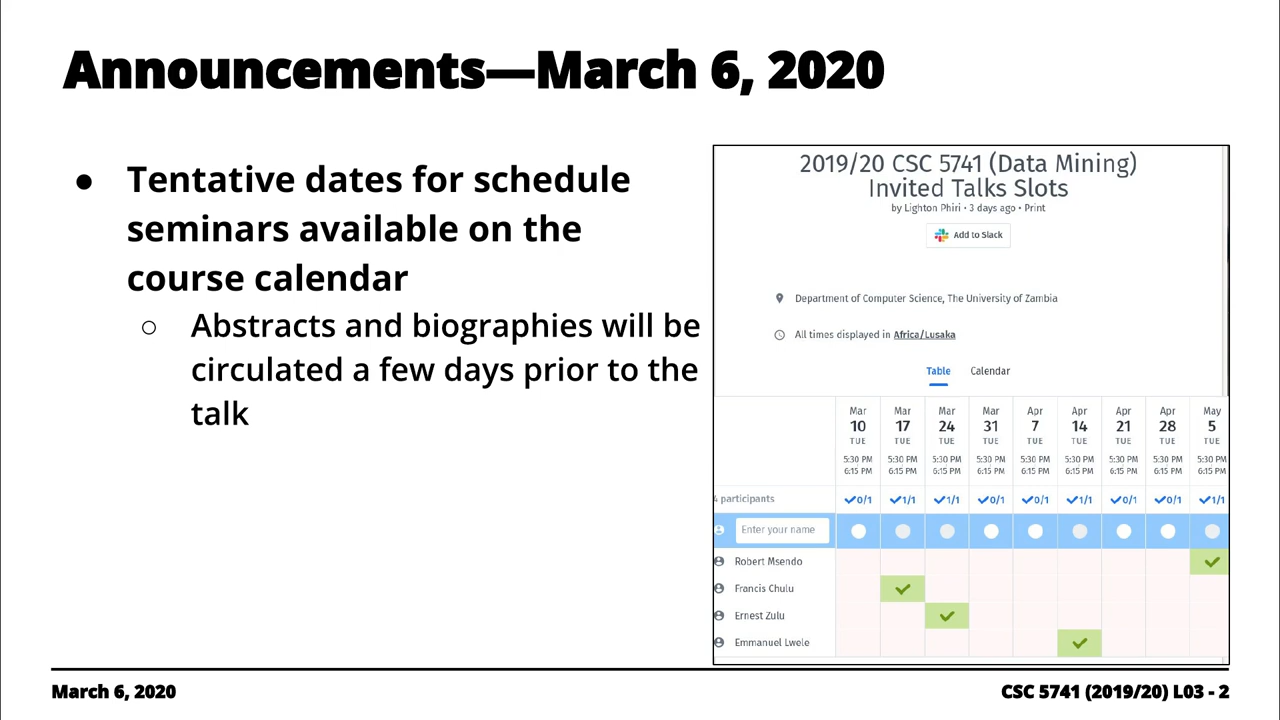 Announcements—March 6, 2020
● Tentative dates for schedule
seminars available on the
course calendar
○ Abstracts and biographies will be
circulated a few days prior to the
talk
2019/20 CSC 5741 (Data Mining)
Invited Talks Slots
by Lighton Phiri • 3 days ago • Print
Add to Slack
Department of Computer Science, The University of Zambia
All times displayed in Africa/Lusaka
Table Calendar
Mar Mar Mar Mar Apr Apr Apr Apr May
10 17 24 31 7 14 21 28 5
TUE TUE TUE TUE TUE TUE TUE TUE TUE
5:30 PM 5:30 PM 5:30 PM 5:30 PM 5:30 PM 5:30 PM 5:30 PM 5:30 PM 5:30 PM
6:15 PM 6:15 PM 6:15 PM 6:15 PM 6:15 PM 6:15 PM 6:15 PM 6:15 PM 6:15 PM
4 participants ✔0/1 ✔1/1 ✔1/1 ✔0/1 ✔0/1 ✔1/1 ✔0/1 ✔0/1 ✔1/1
Enter your name
Robert Msendo
Francis Chulu
Ernest Zulu
Emmanuel Lwele
March 6, 2020
CSC 5741 (2019/20) L03 - 2